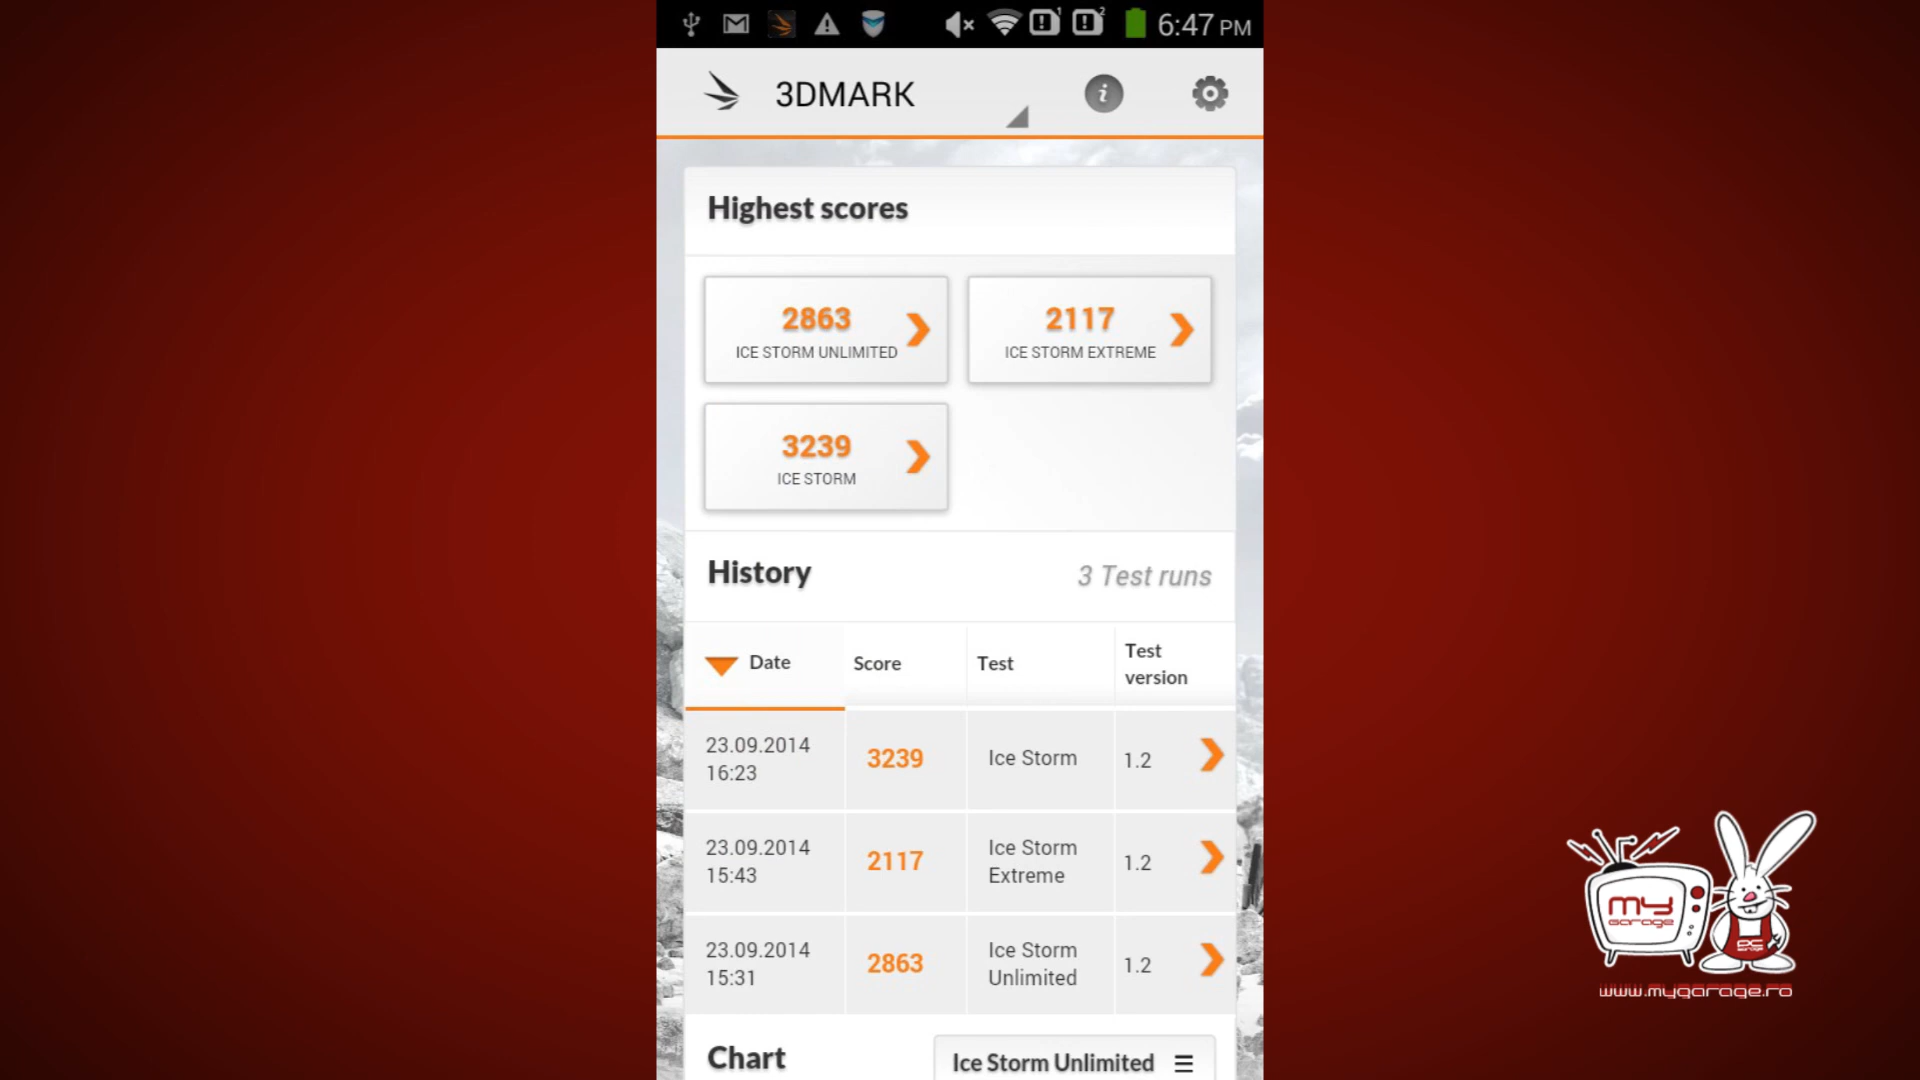 6:47 PM
3DMARK
Highest scores
2863
ICE STORM UNLIMITED
2117
ICE STORM EXTREME
3239
ICE STORM
History
3 Test runs
Date
Score
Test
Test
version
23.09.2014
16:23
3239
Ice Storm
1.2
23.09.2014
15:43
2117
Ice Storm
Extreme
1.2
23.09.2014
15:31
2863
Ice Storm
Unlimited
1.2
Chart
Ice Storm Unlimited
my
garage
PC
www.mygarage.ro